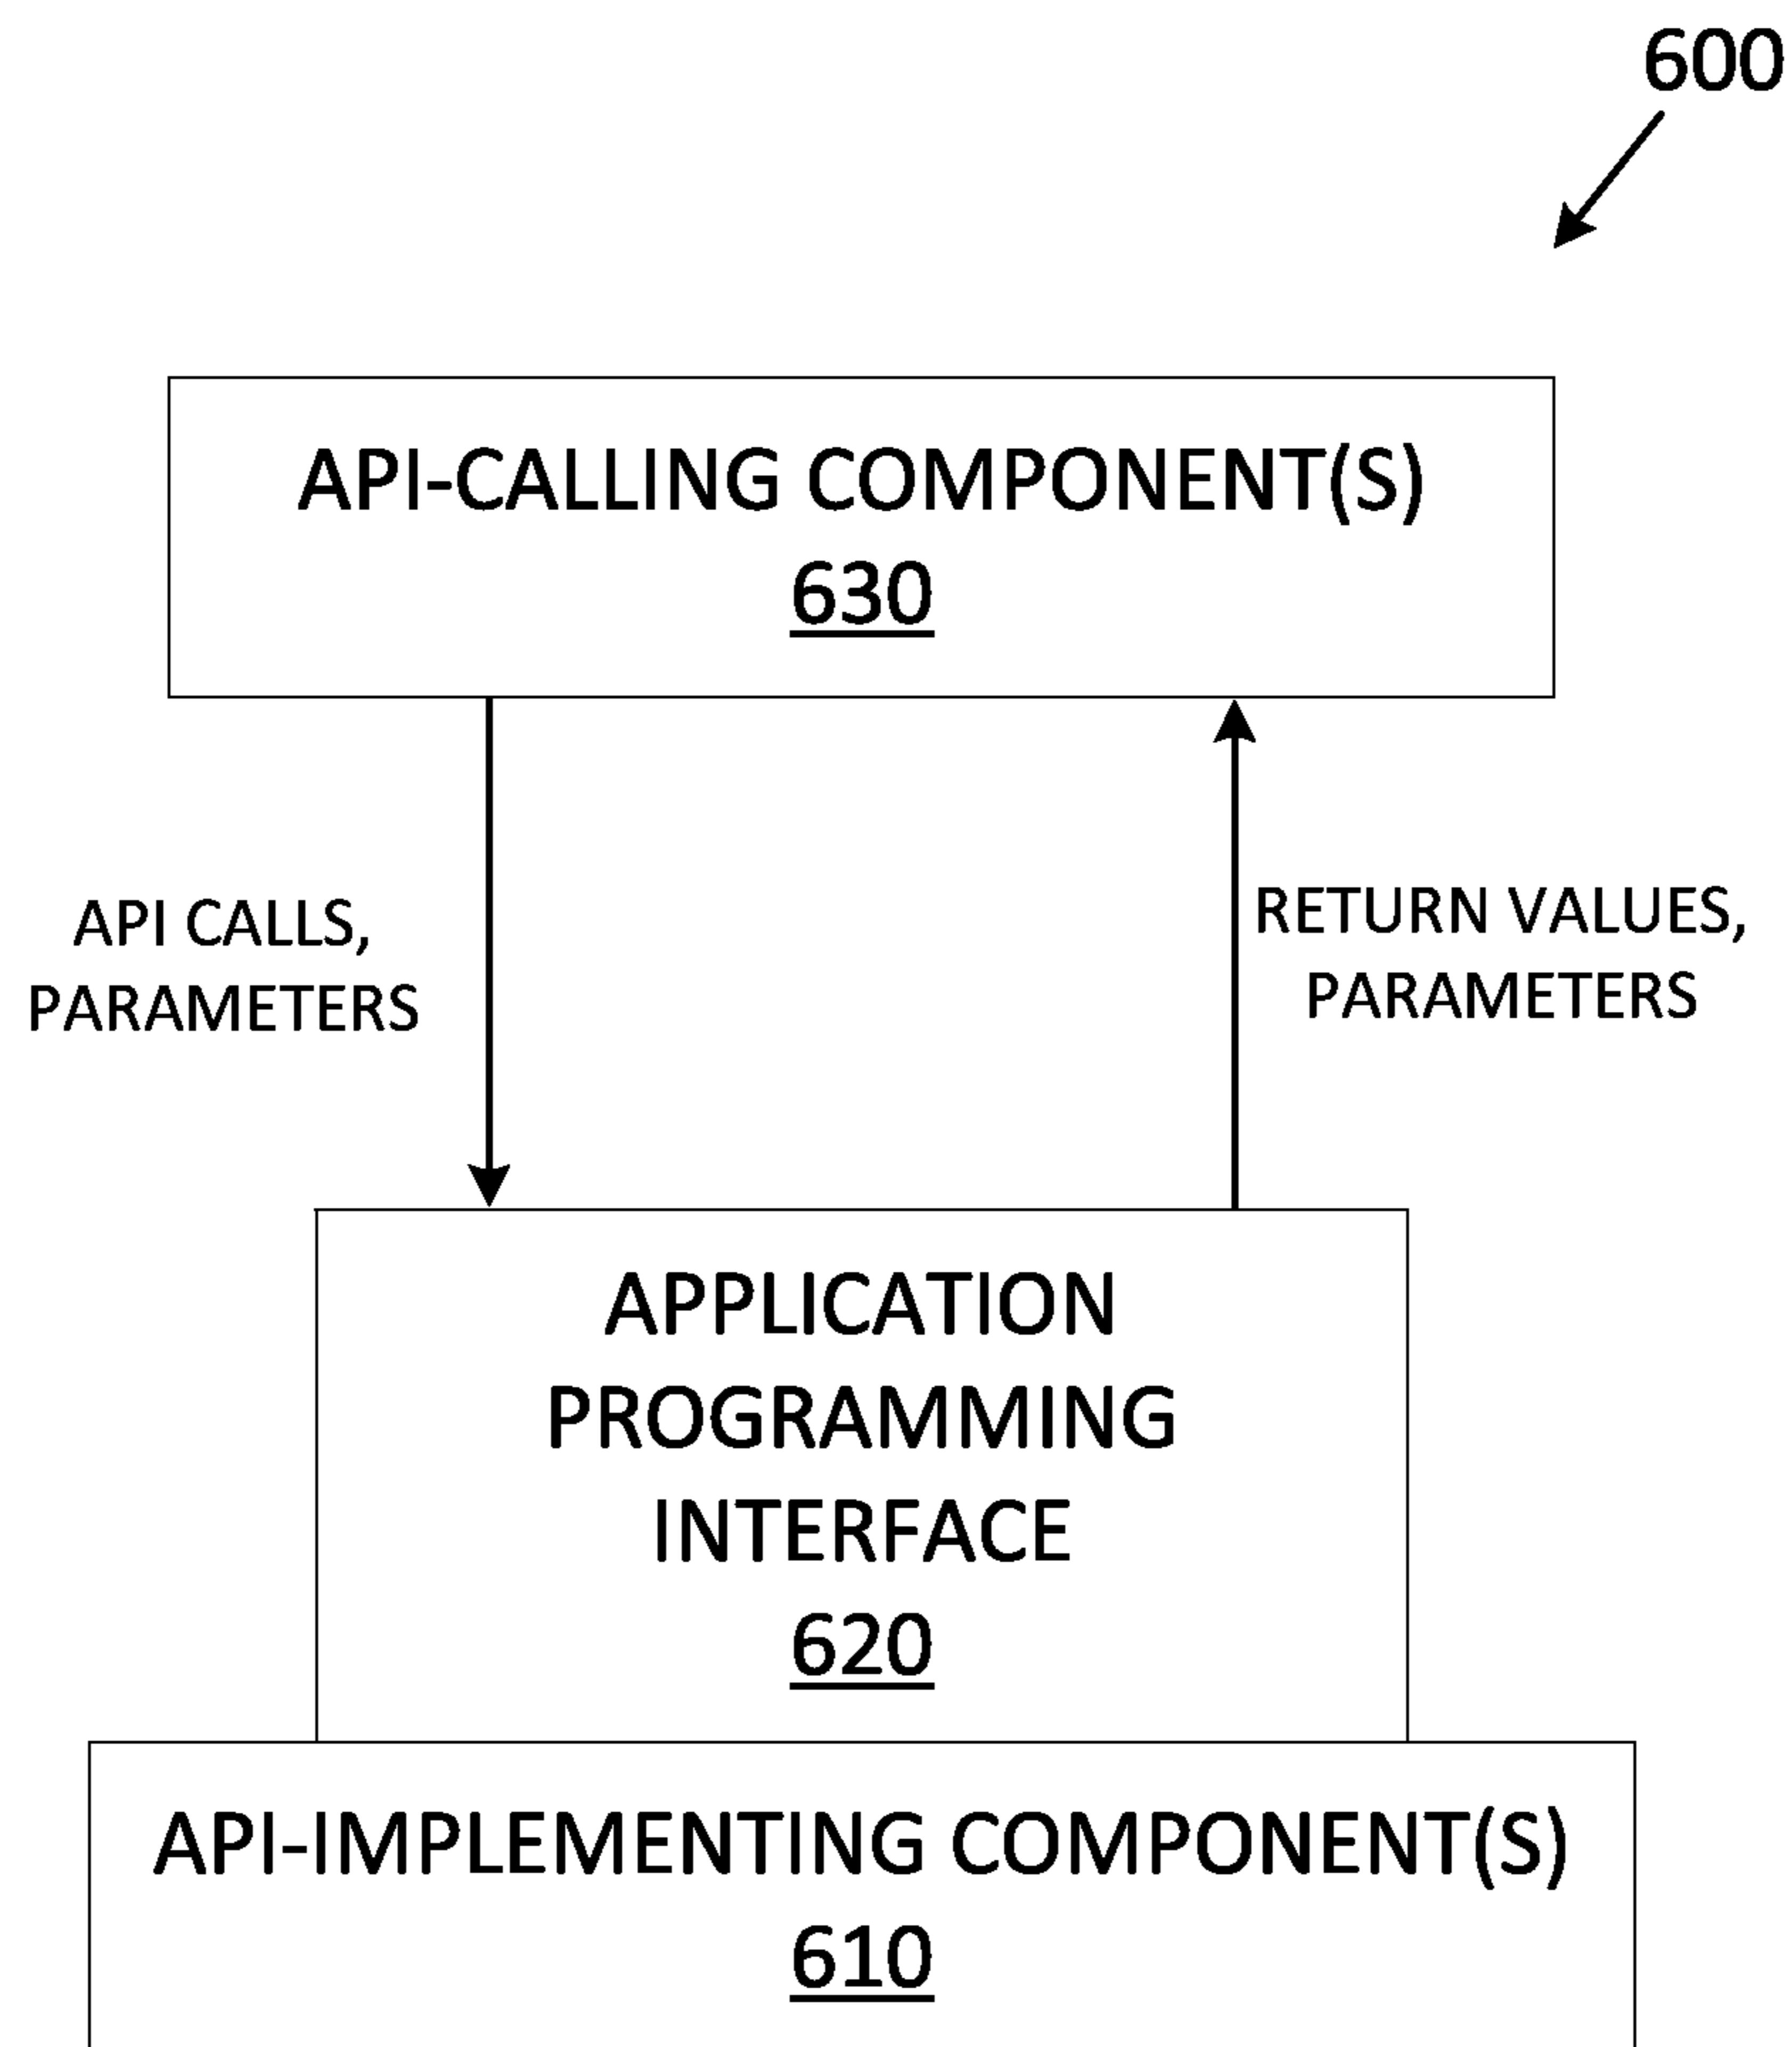 600
API-CALLING COMPONENT(S)
630
API CALLS,
PARAMETERS
RETURN VALUES,
PARAMETERS
APPLICATION
PROGRAMMING
INTERFACE
620
API-IMPLEMENTING COMPONENT(S)
610